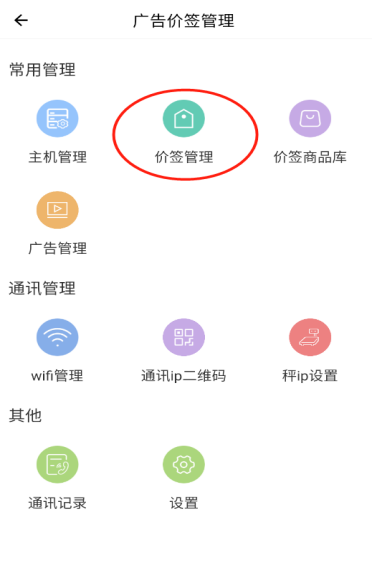 广告价签管理
常用管理
主机管理 价签管理 价签商品库
广告管理
通讯管理
wifi管理 通讯ip二维码 秤ip设置
其他
通讯记录 设置